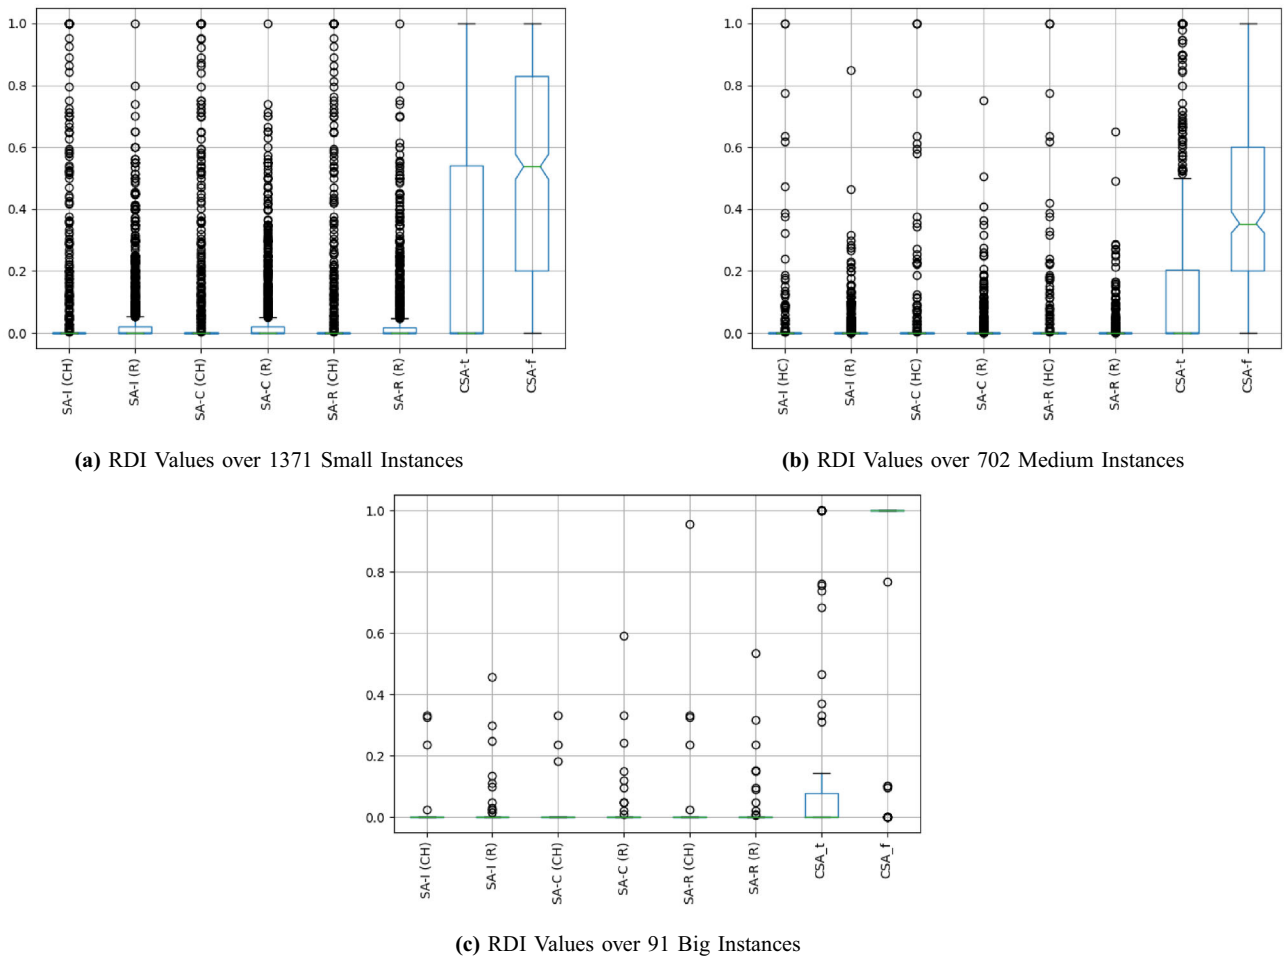 1.0
0.8
0.6
0.4
0.2
0.0
SA-I (CH)
SA-I (R)
SA-C (CH)
SA-C (R)
SA-R (CH)
SA-R (R)
CSA-t
CSA-f
(a) RDI Values over 1371 Small Instances
1.0
0.8
0.6
0.4
0.2
0.0
SA-I (HC)
SA-I (R)
SA-C (HC)
SA-C (R)
SA-R (HC)
SA-R (R)
CSA-t
CSA-f
(b) RDI Values over 702 Medium Instances
1.0
0.8
0.6
0.4
0.2
0.0
SA-I (CH)
SA-I (R)
SA-C (CH)
SA-C (R)
SA-R (CH)
SA-R (R)
CSA_t
CSA_f
(c) RDI Values over 91 Big Instances